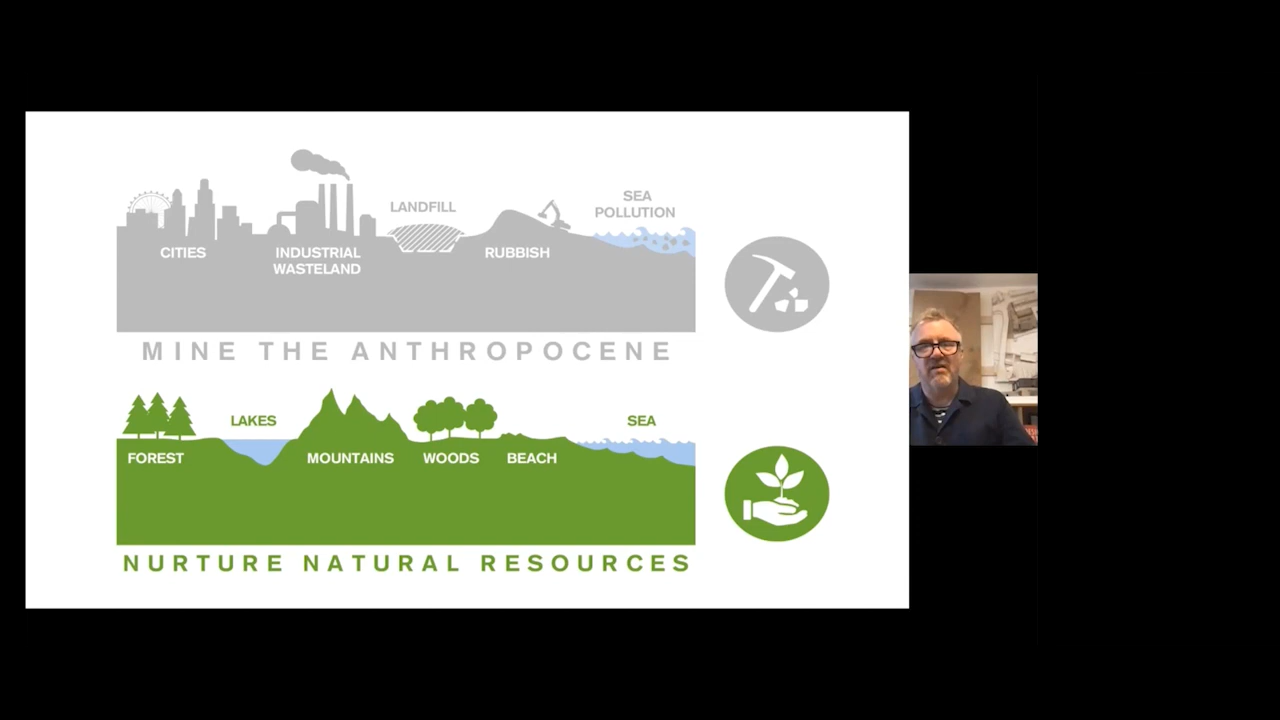 LANDFILL
SEA
POLLUTION
CITIES
INDUSTRIAL
WASTELAND
RUBBISH
MINE THE ANTHROPOCENE
LAKES
SEA
FOREST
MOUNTAINS
WOODS
BEACH
NURTURE NATURAL RESOURCES